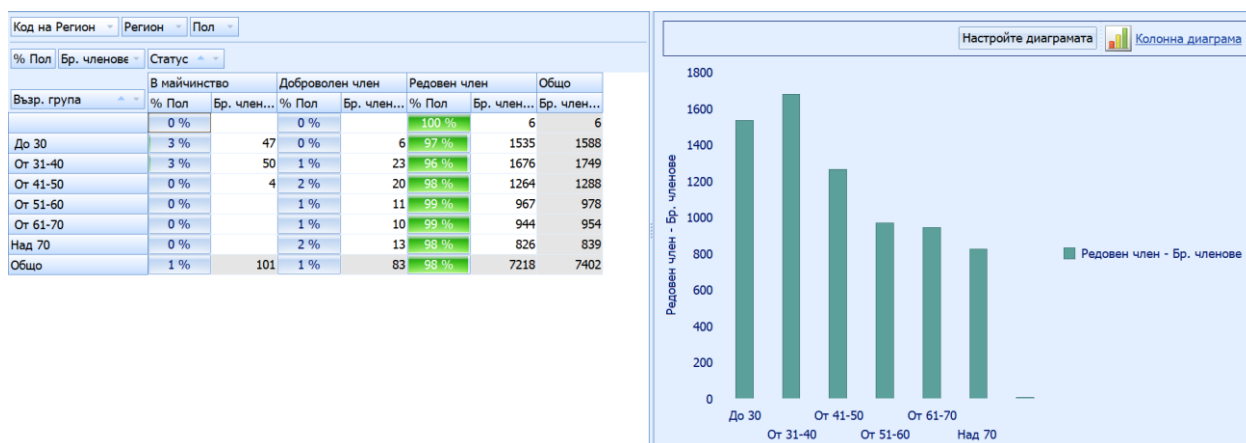 Код на Регион Регион Пол
% Пол Бр. членове Статус
В майчинство Доброволен член Редовен член Общо
Възр. група % Пол Бр. член... % Пол Бр. член... % Пол Бр. член... Бр. член...
0 % 0 % 100 % 6 6
До 30 3 % 47 0 % 6 97 % 1535 1588
От 31-40 3 % 50 1 % 23 96 % 1676 1749
От 41-50 0 % 4 2 % 20 98 % 1264 1288
От 51-60 0 % 1 % 11 99 % 967 978
От 61-70 0 % 1 % 10 99 % 944 954
Над 70 0 % 2 % 13 98 % 826 839
Общо 1 % 101 1 % 83 98 % 7218 7402
Настройте диаграмата Колонна диаграма
Редовен член - Бр. членове
1800
1600
1400
1200
1000
800
600
400
200
0
Редовен член - Бр. членове
До 30 От 41-50 От 61-70
От 31-40 От 51-60 Над 70